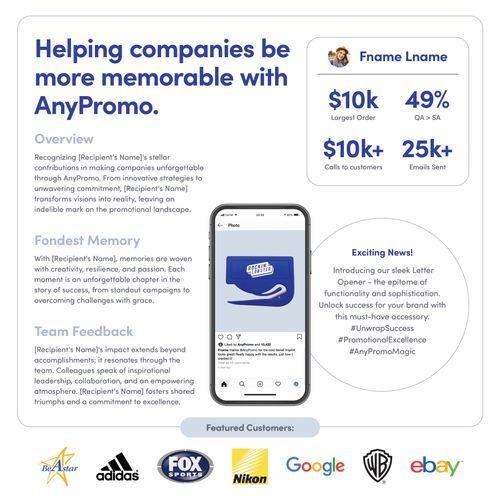 Helping companies be
more memorable with
AnyPromo.
Fname Lname
$10k
Largest Order
49%
QA > SA
$10k+
Calls to customers
25k+
Emails Sent
Overview
Recognizing [Recipient's Name]'s stellar
contributions in making companies unforgettable
through AnyPromo. From innovative strategies to
unwavering commitment, [Recipient's Name]
transforms visions into reality, leaving an
indelible mark on the promotional landscape.
Fondest Memory
With [Recipient's Name], memories are woven
with creativity, resilience, and passion. Each
moment is an unforgettable chapter in the
story of success, from standout campaigns to
overcoming challenges with grace.
Team Feedback
[Recipient's Name]'s impact extends beyond
accomplishments; it resonates through the
team. Colleagues speak of inspirational
leadership, collaboration, and an empowering
atmosphere. [Recipient's Name] fosters shared
triumphs and a commitment to excellence.
Photo
Liked by AnyPromo and
Exciting News!
Introducing our sleek Letter
Opener - the epitome of
functionality and sophistication.
Unlock success for your brand with
this must-have accessory.
#UnwrapSuccess
#PromotionalExcellence
#AnyPromoMagic
Featured Customers:
BeAstar
adidas
FOX
SPORTS
Nikon
Google
WB
ebay